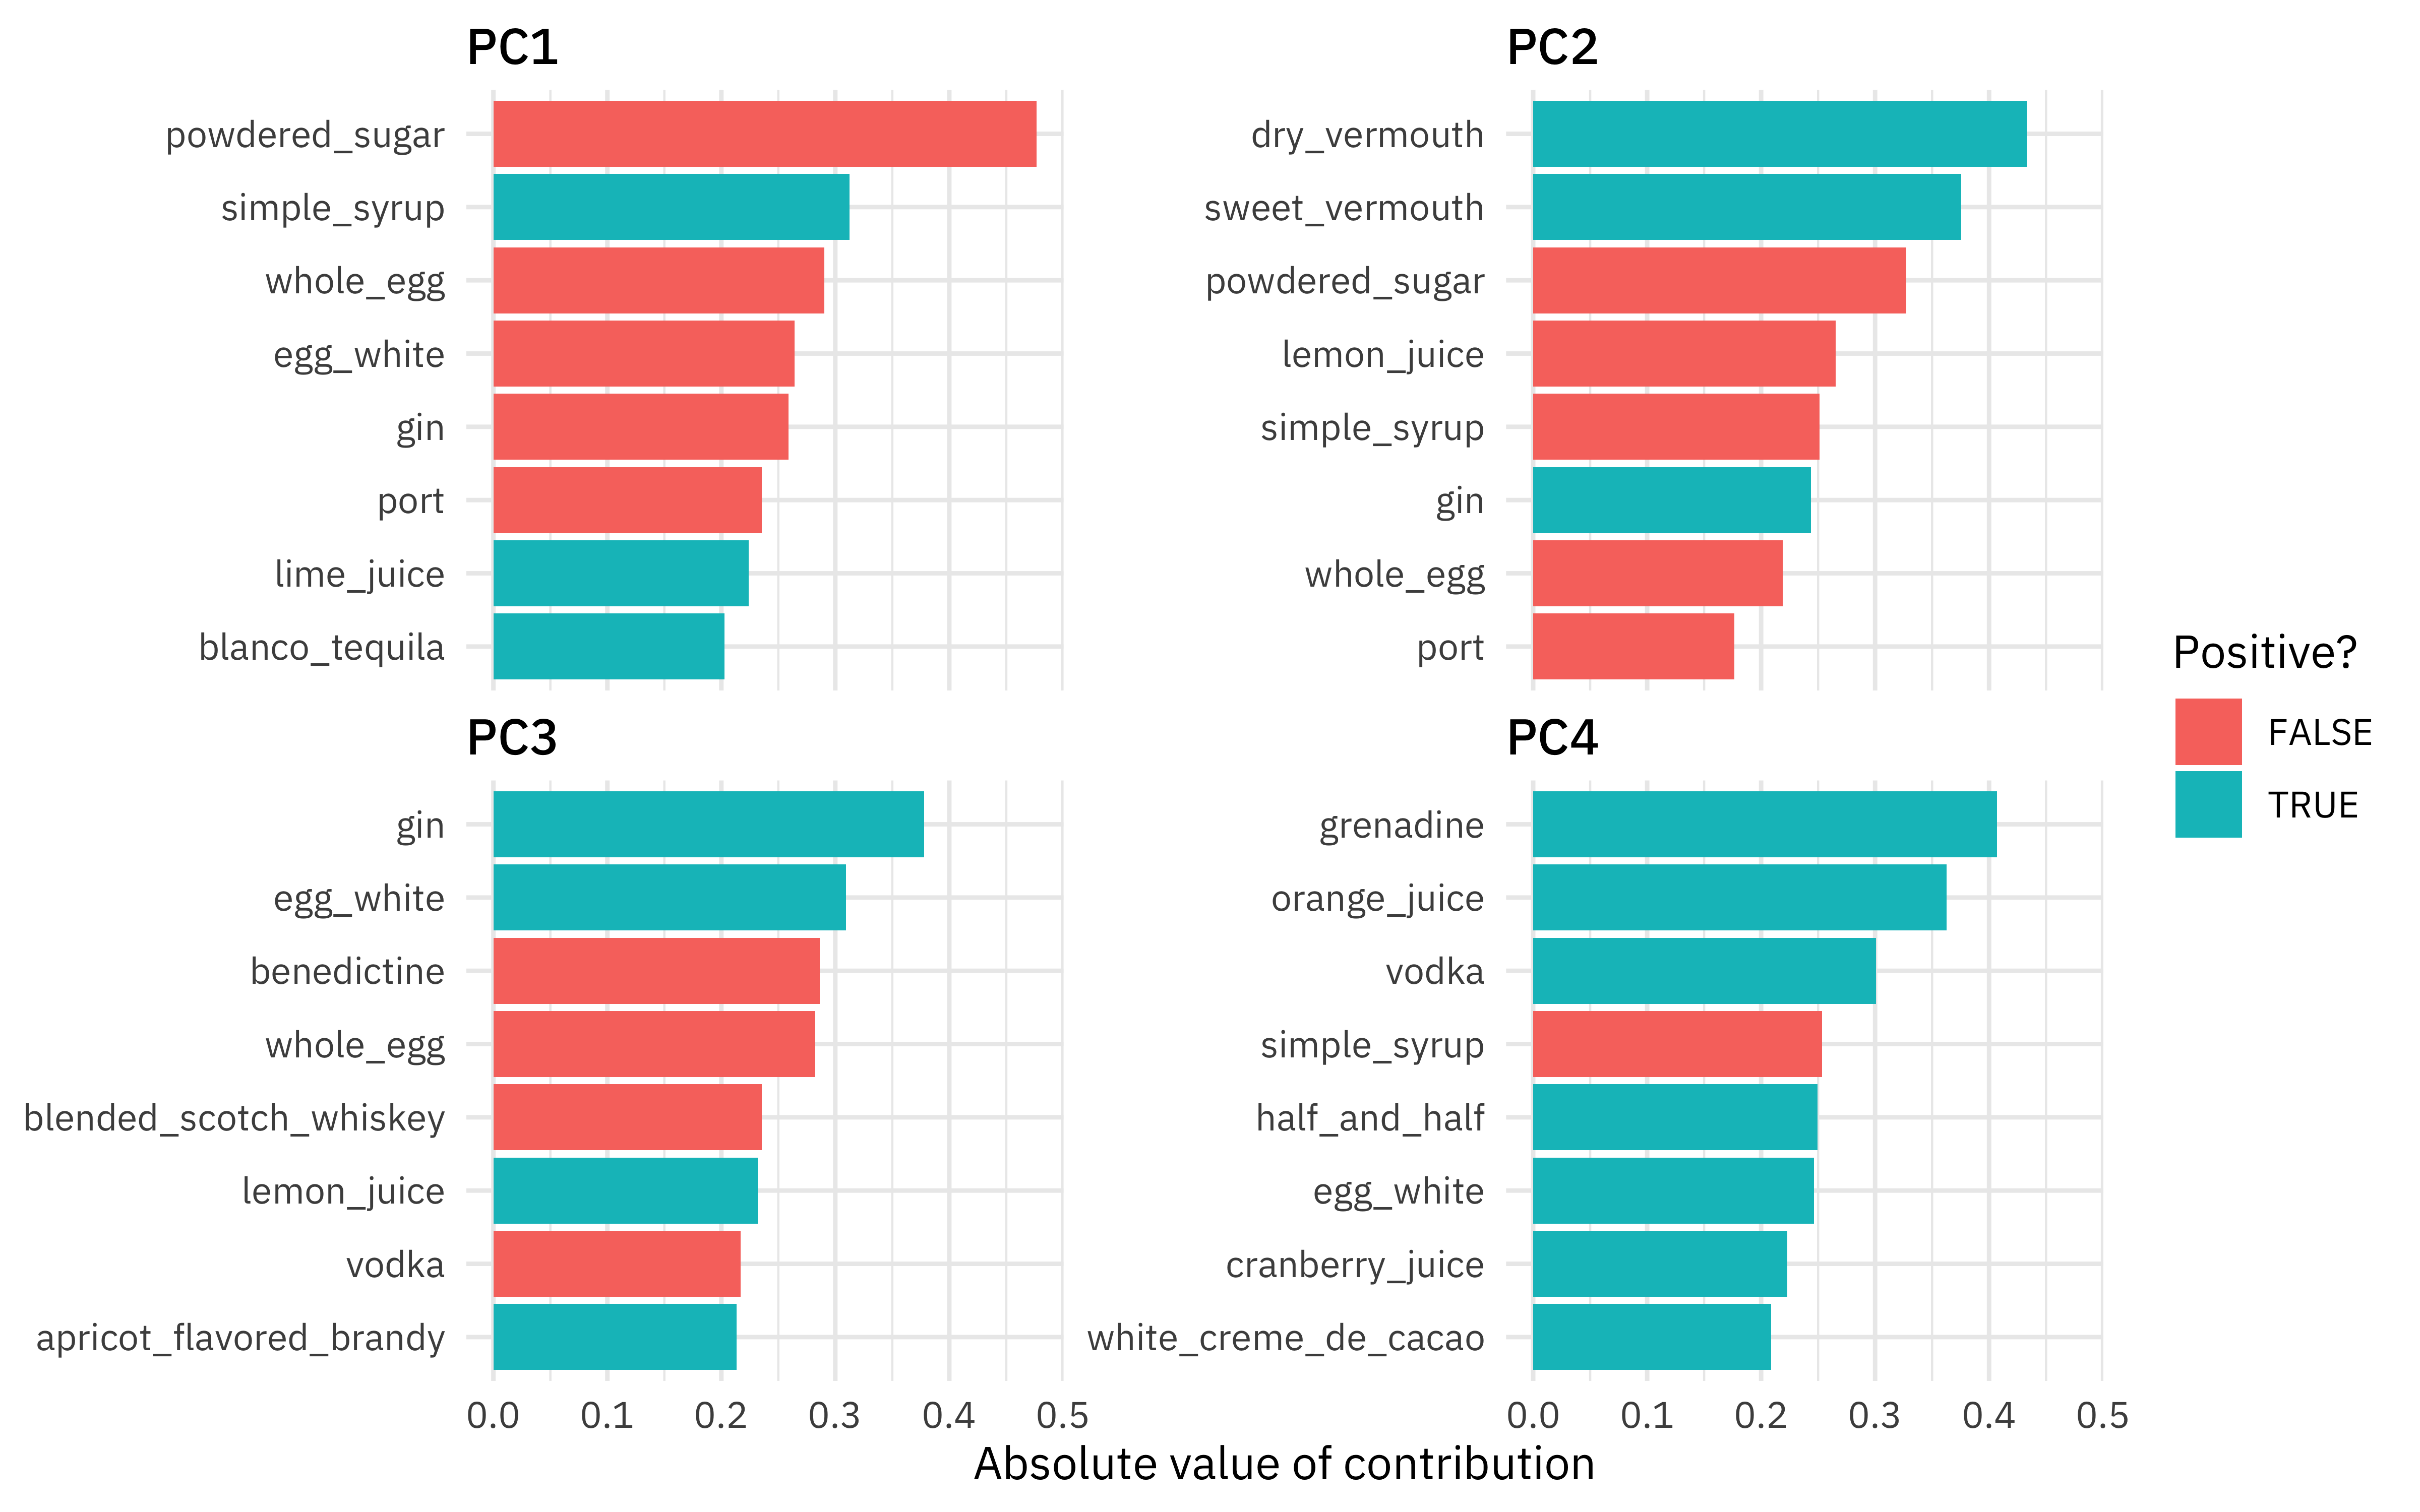 PC1
powdered_sugar
simple_syrup
whole_egg
egg_white
gin
port
lime_juice
blanco_tequila
PC2
dry_vermouth
sweet_vermouth
powdered_sugar
lemon_juice
simple_syrup
gin
whole_egg
port
PC3
gin
egg_white
benedictine
whole_egg
blended_scotch_whiskey
lemon_juice
vodka
apricot_flavored_brandy
0.0 0.1 0.2 0.3 0.4 0.5
PC4
grenadine
orange_juice
vodka
simple_syrup
half_and_half
egg_white
cranberry_juice
white_creme_de_cacao
0.0 0.1 0.2 0.3 0.4 0.5
Absolute value of contribution
Positive?
FALSE
TRUE